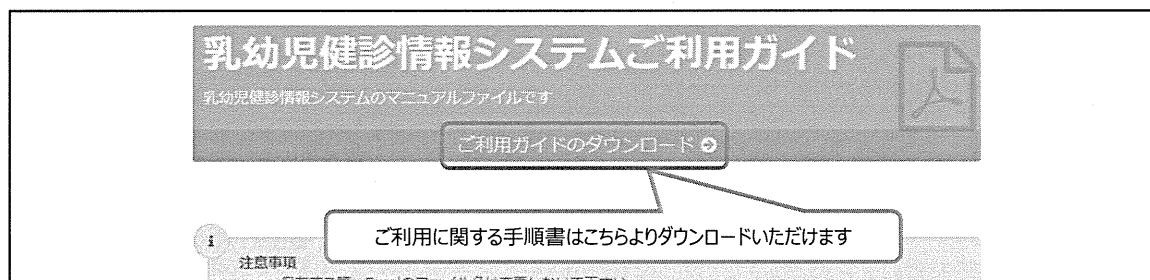 乳幼児健診情報システムご利用ガイド
乳幼児健診情報システムのマニュアルファイルです
ご利用ガイドのダウンロード
ご利用に関する手順書はこちらよりダウンロードいただけます
i
注意事項